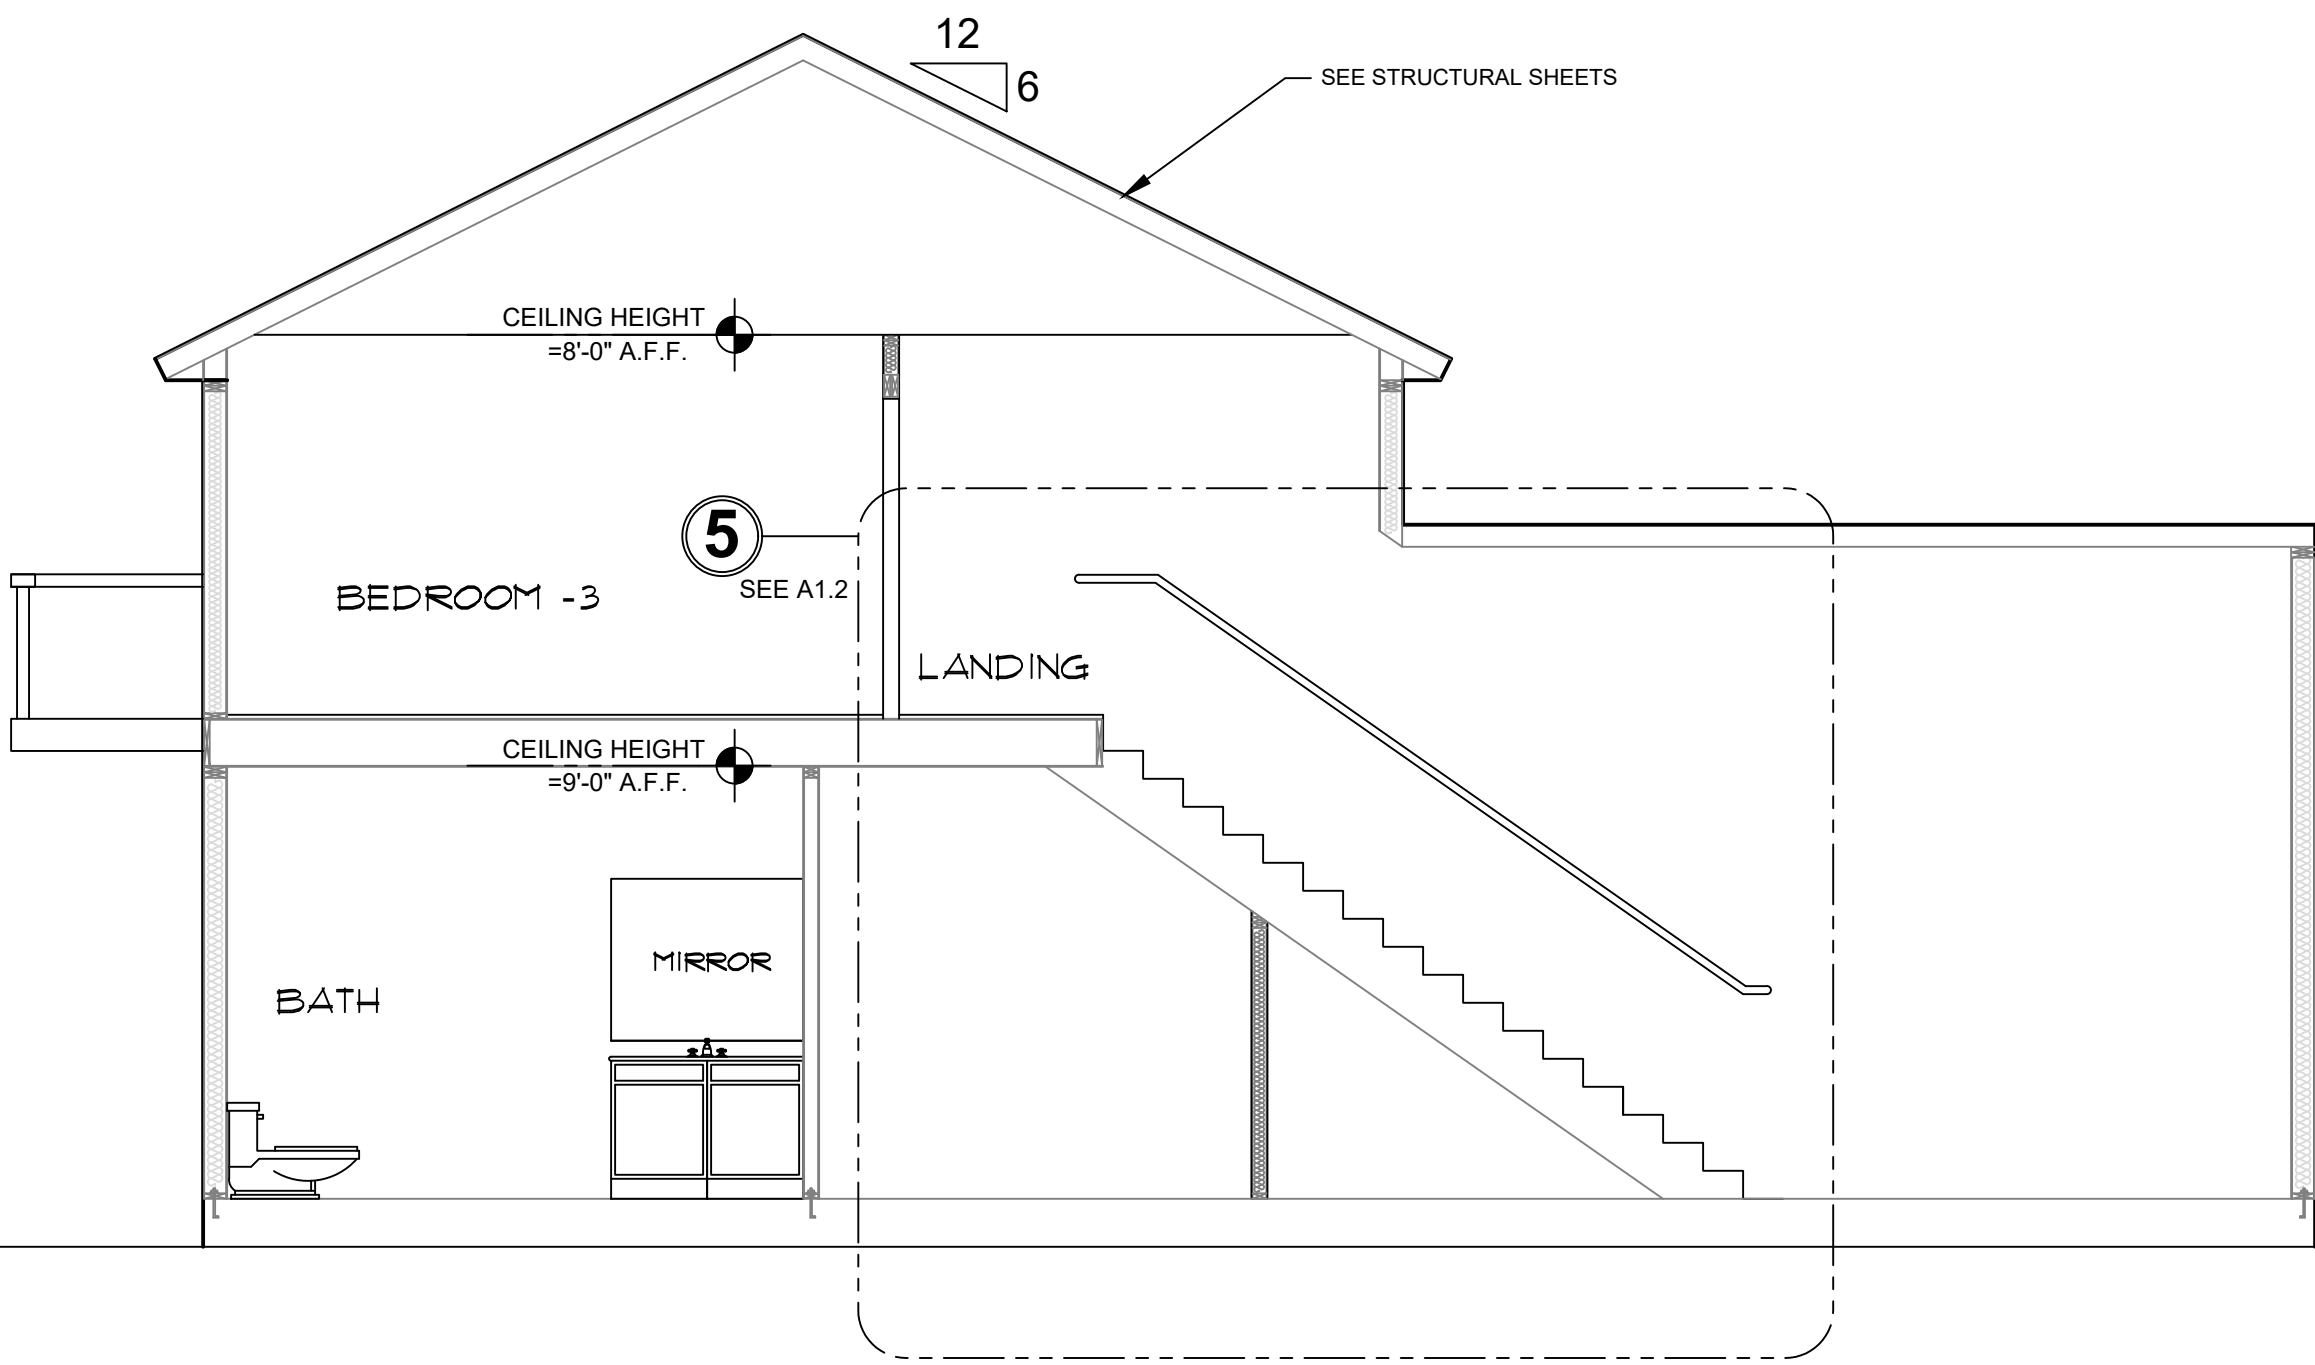 12
6
SEE STRUCTURAL SHEETS
CEILING HEIGHT
=8'-0" A.F.F.
5
SEE A1.2
BEDROOM -3
LANDING
CEILING HEIGHT
=9'-0" A.F.F.
MIRROR
BATH